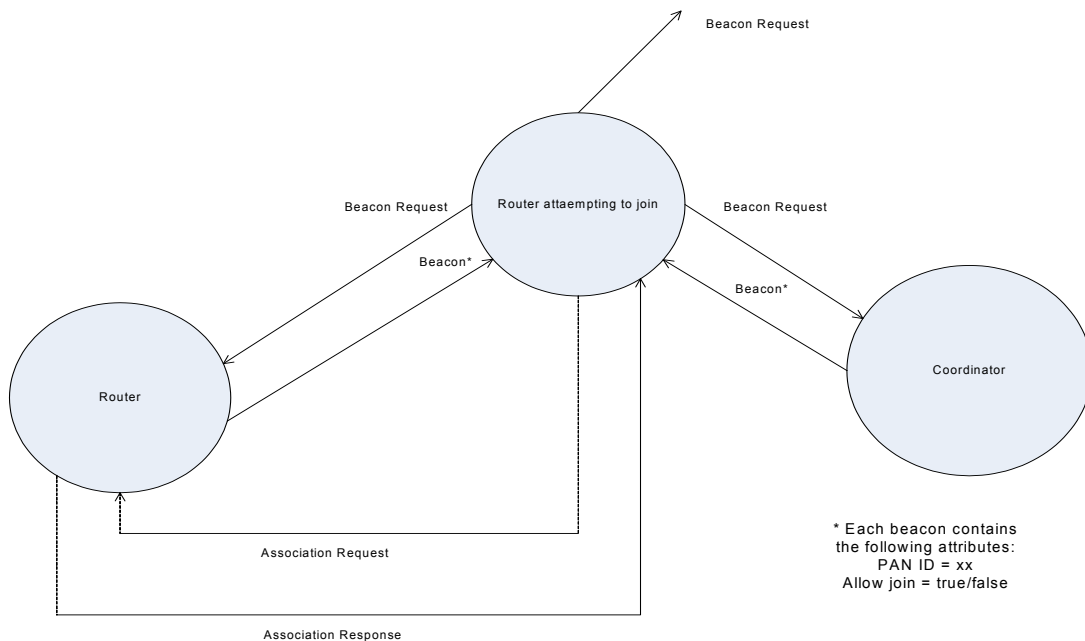 Beacon Request
Router attaempting to join
Beacon Request
Beacon Request
Beacon*
Beacon*
Router
Coordinator
Association Request
Association Response
* Each beacon contains
the following attributes:
PAN ID = xx
Allow join = true/false